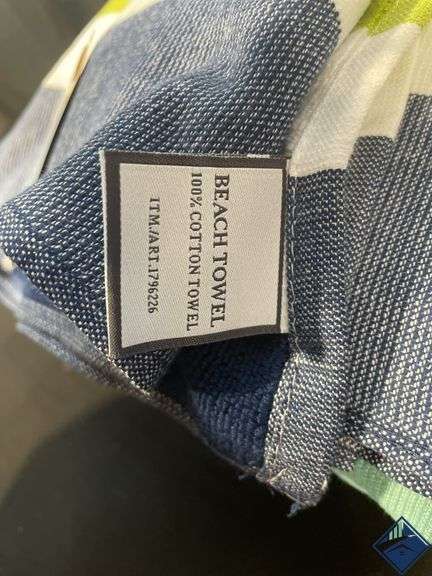 BEACH TOWEL
100% COTTON TOWEL
ITM./ART.1796226